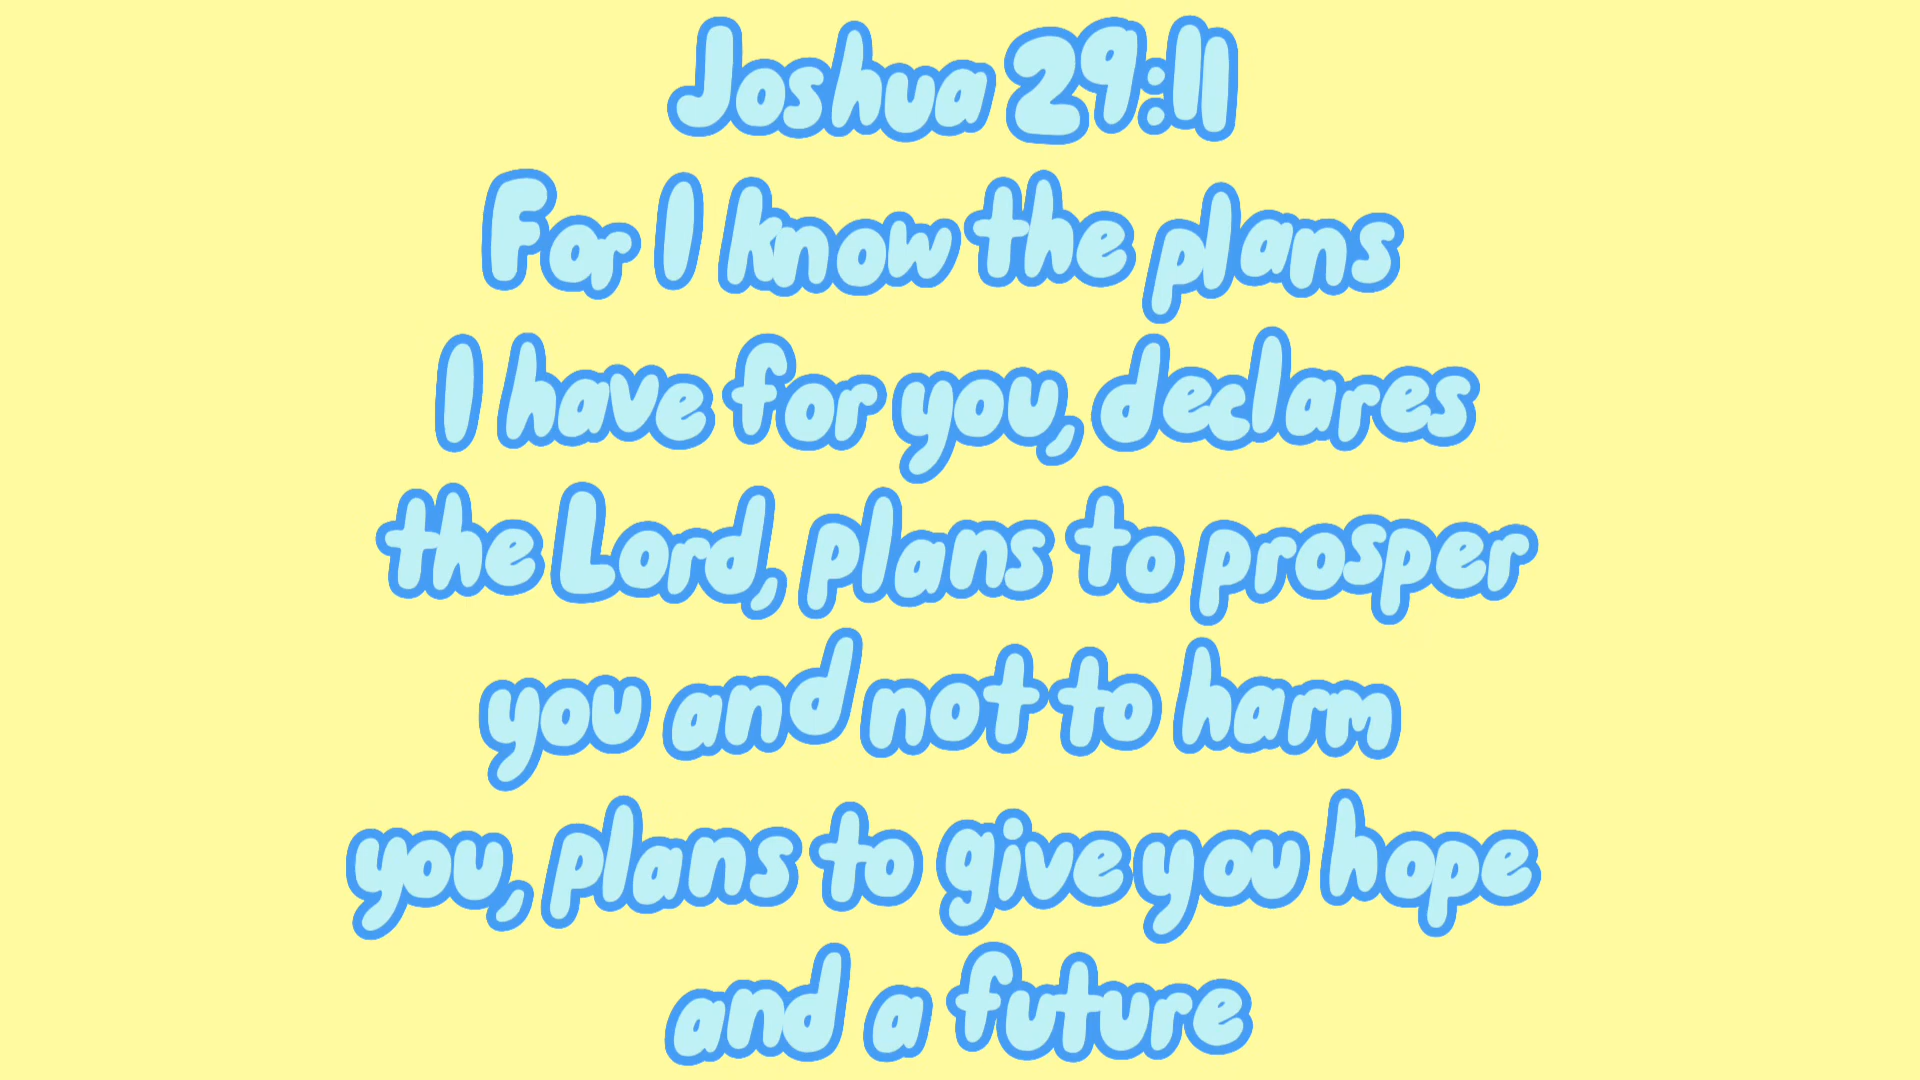 Joshua 29:11
For I know the plans
I have for you, declares
the Lord, plans to prosper
you and not to harm
you, plans to give you hope
and a future